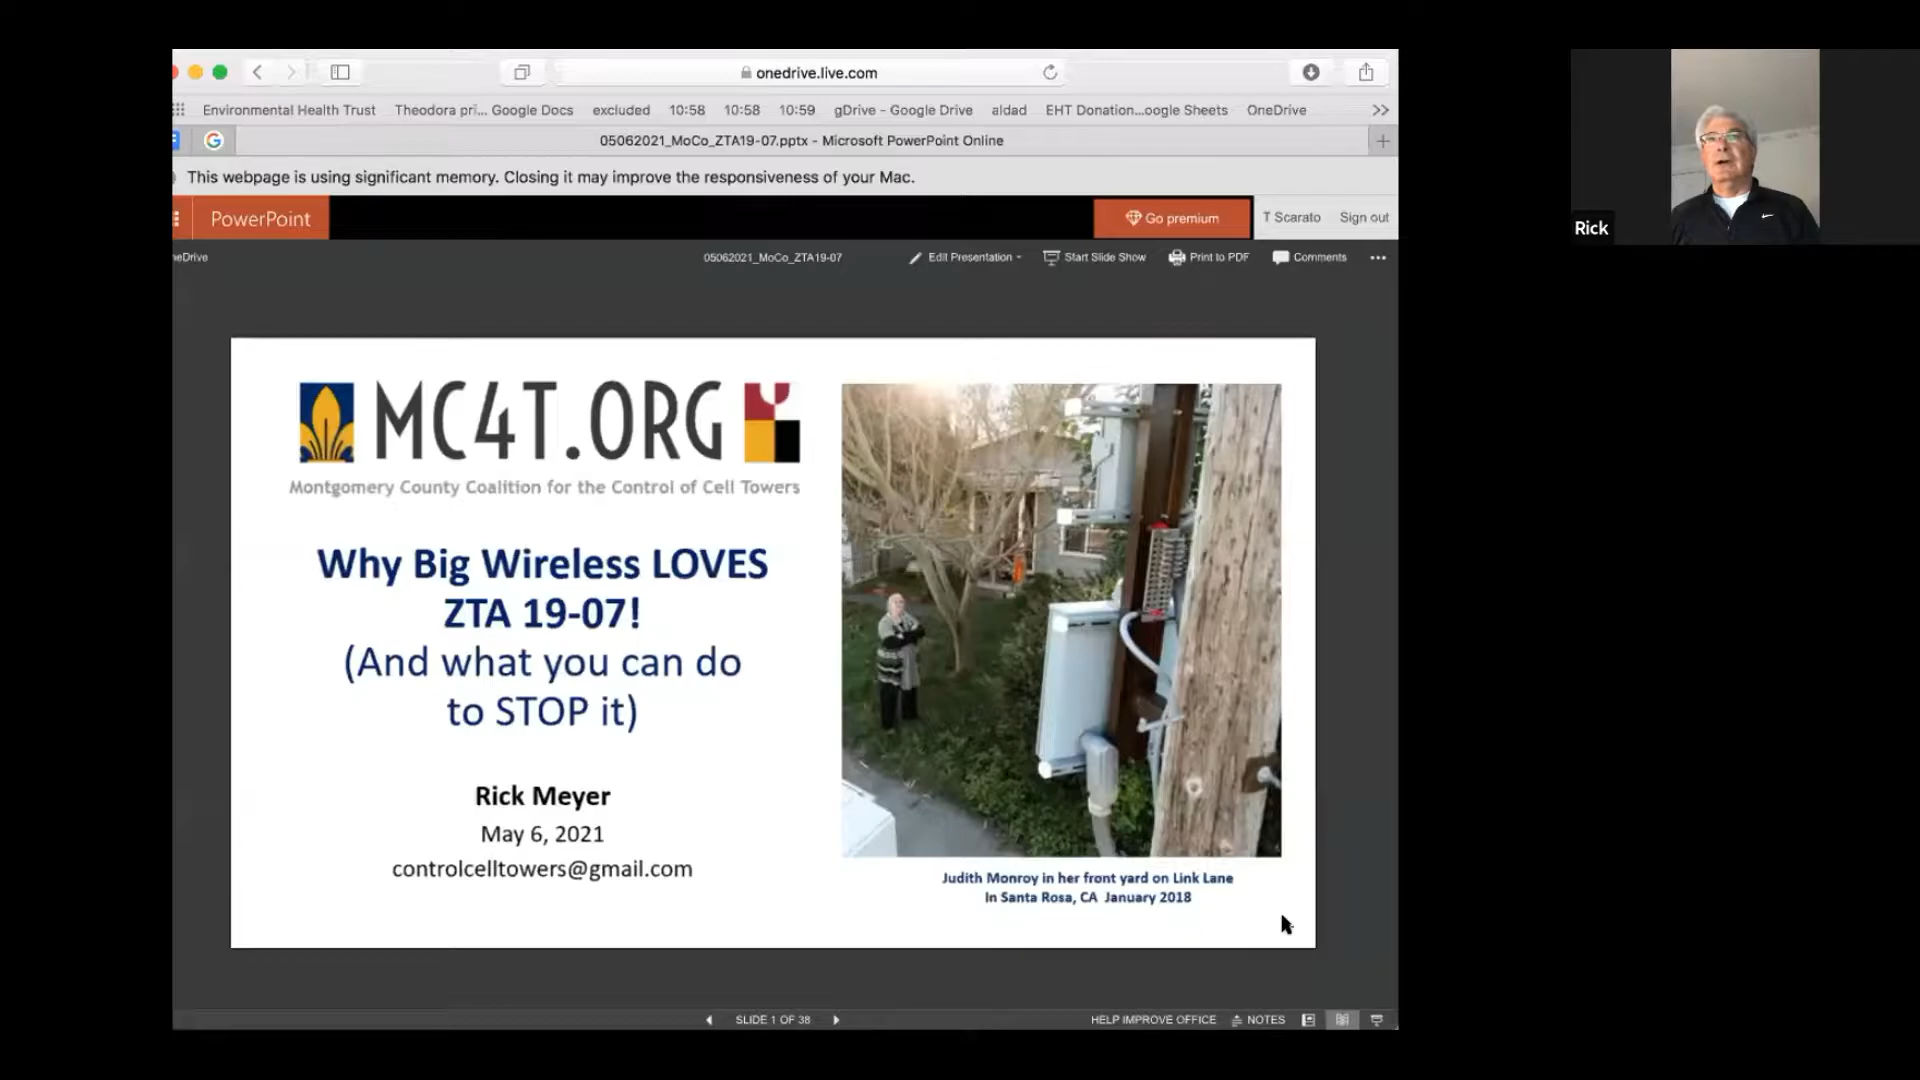 onedrive.live.com
Environmental Health Trust Theodora pri... Google Docs excluded 10:58 10:58 10:59 gDrive - Google Drive aldad EHT Donation...oogle Sheets OneDrive >>
05062021_MoCo_ZTA19-07.pptx - Microsoft PowerPoint Online
This webpage is using significant memory. Closing it may improve the responsiveness of your Mac.
PowerPoint Go premium T Scarato Sign out
neDrive 05062021_MoCo_ZTA19-07 Edit Presentation Start Slide Show Print to PDF Comments ...
MC4T.ORG
Montgomery County Coalition for the Control of Cell Towers
Why Big Wireless LOVES
ZTA 19-07!
(And what you can do
to STOP it)
Rick Meyer
May 6, 2021
controlcelltowers@gmail.com
Judith Monroy in her front yard on Link Lane
In Santa Rosa, CA January 2018
SLIDE 1 OF 38 HELP IMPROVE OFFICE NOTES
Rick